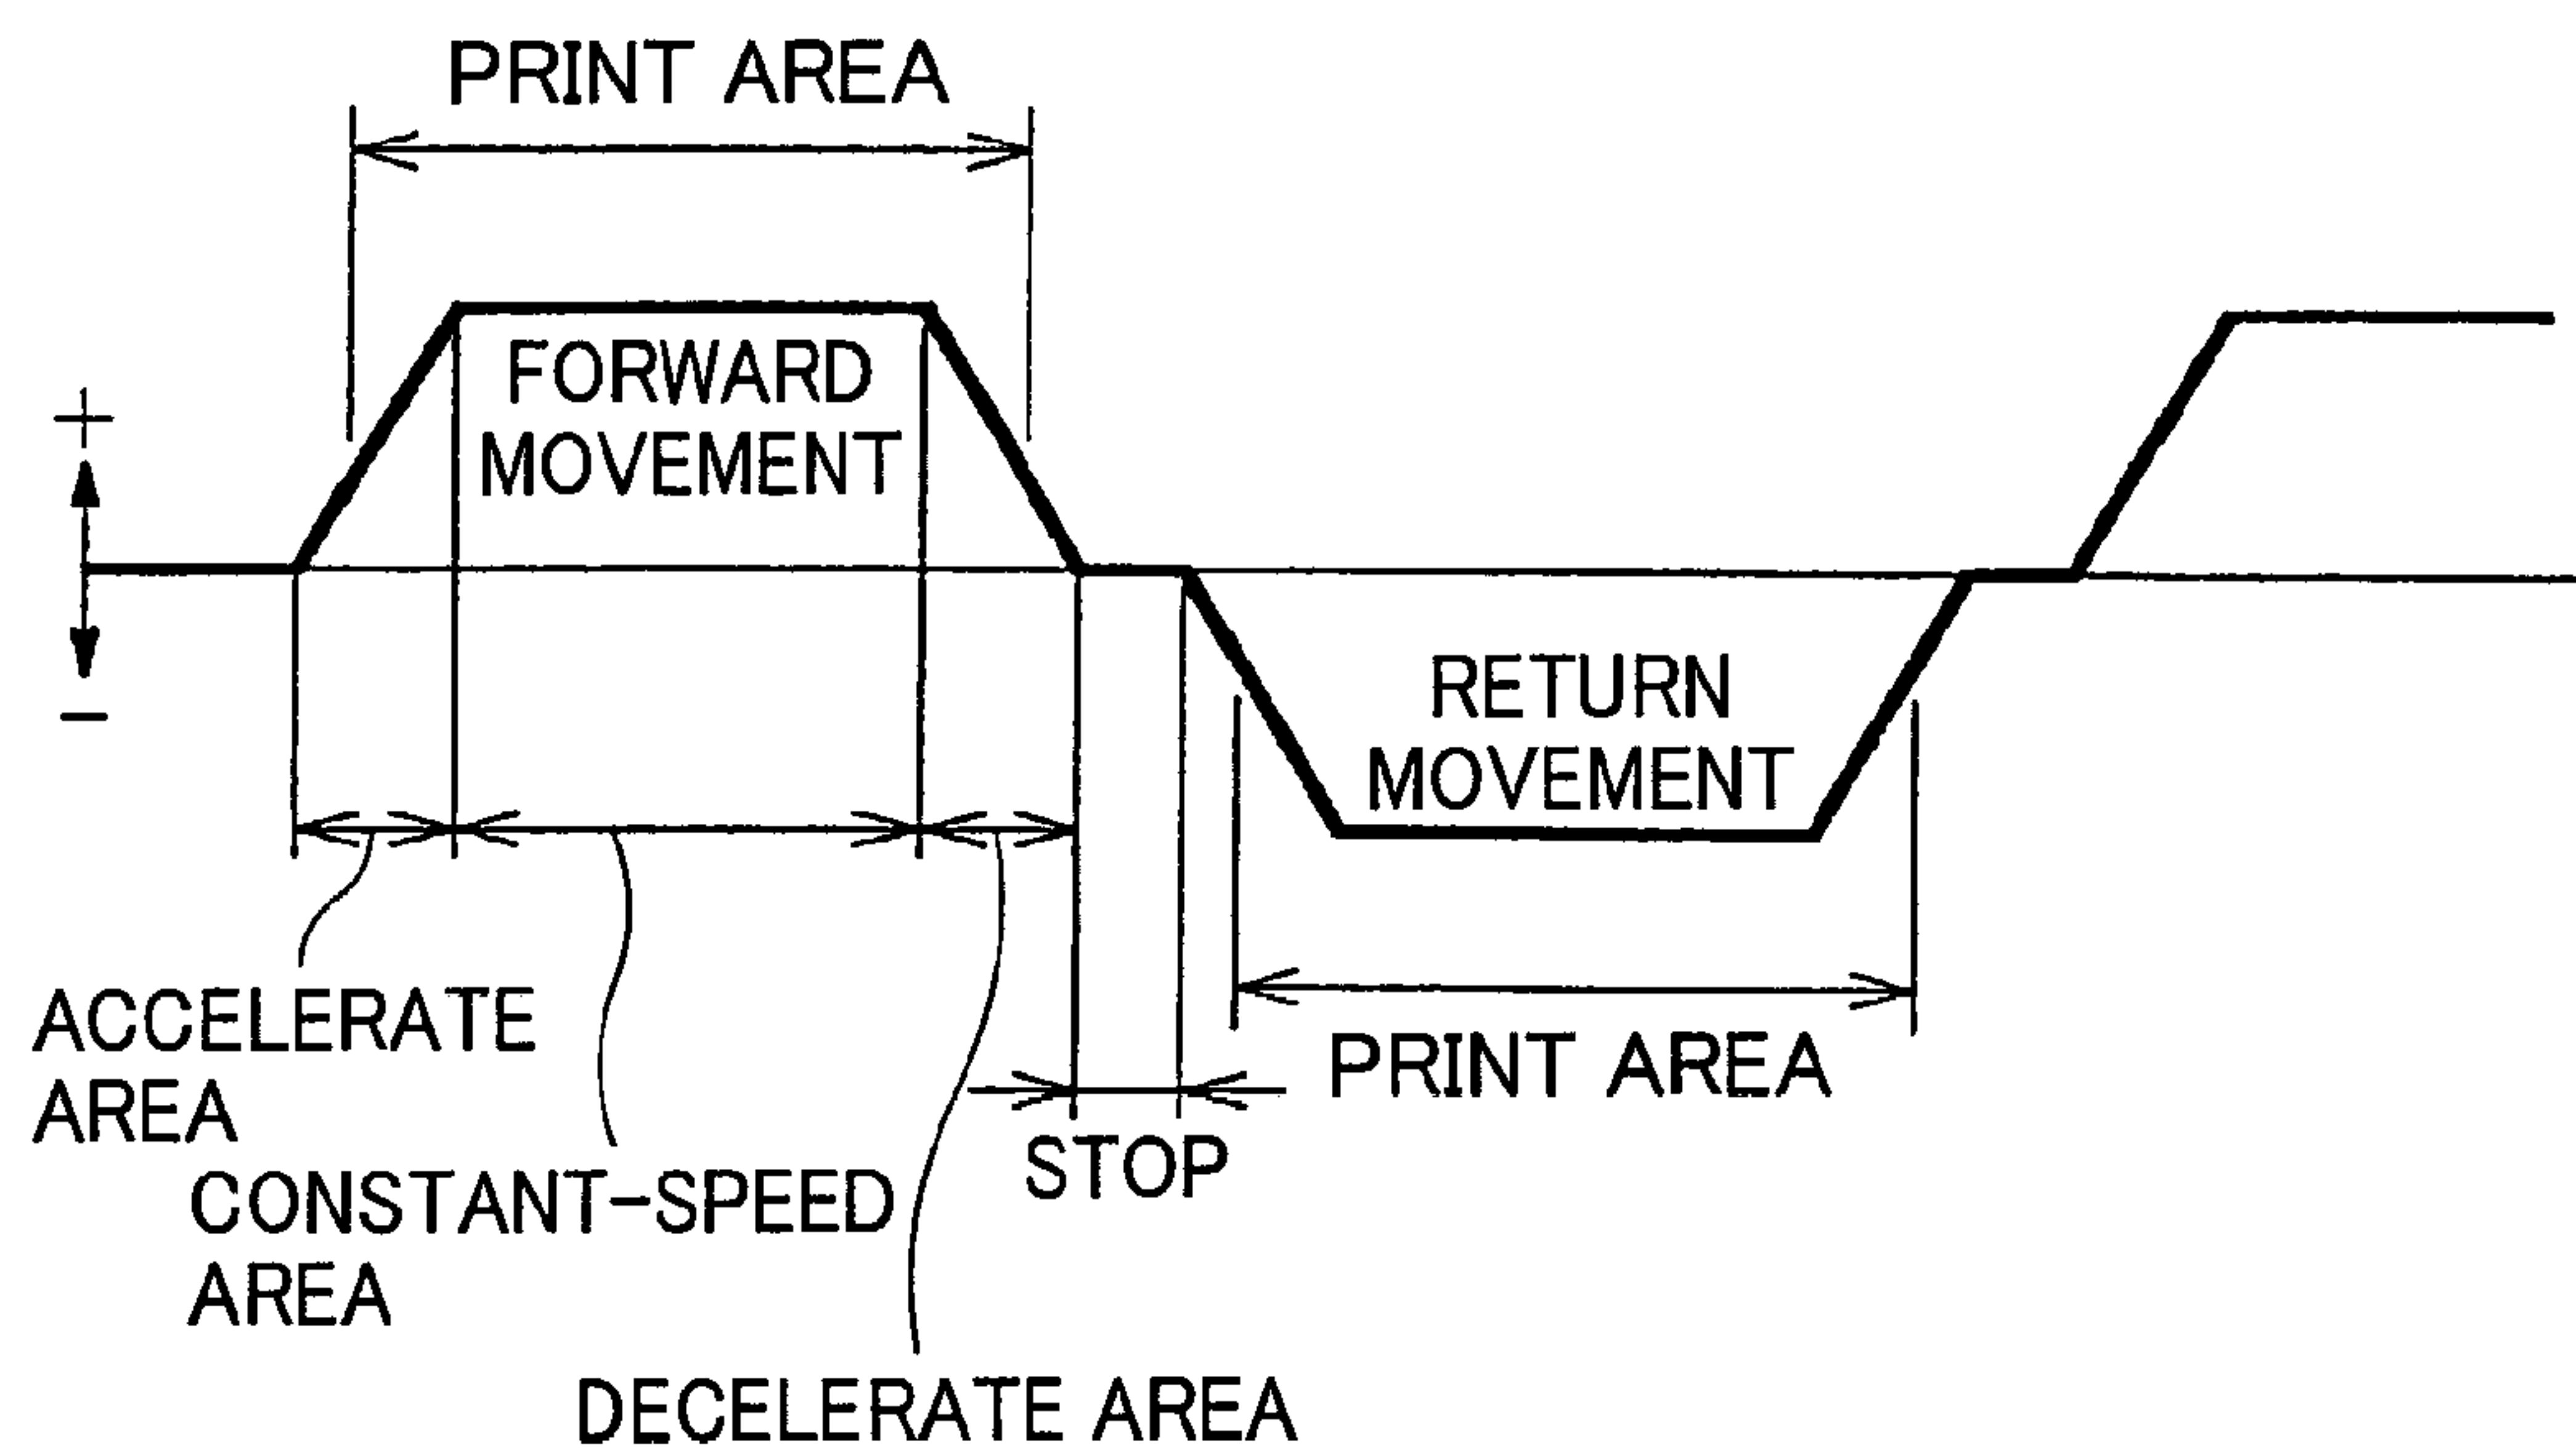 PRINT AREA
FORWARD
MOVEMENT
+
−
RETURN
MOVEMENT
ACCELERATE
AREA
PRINT AREA
STOP
CONSTANT-SPEED
AREA
DECELERATE AREA